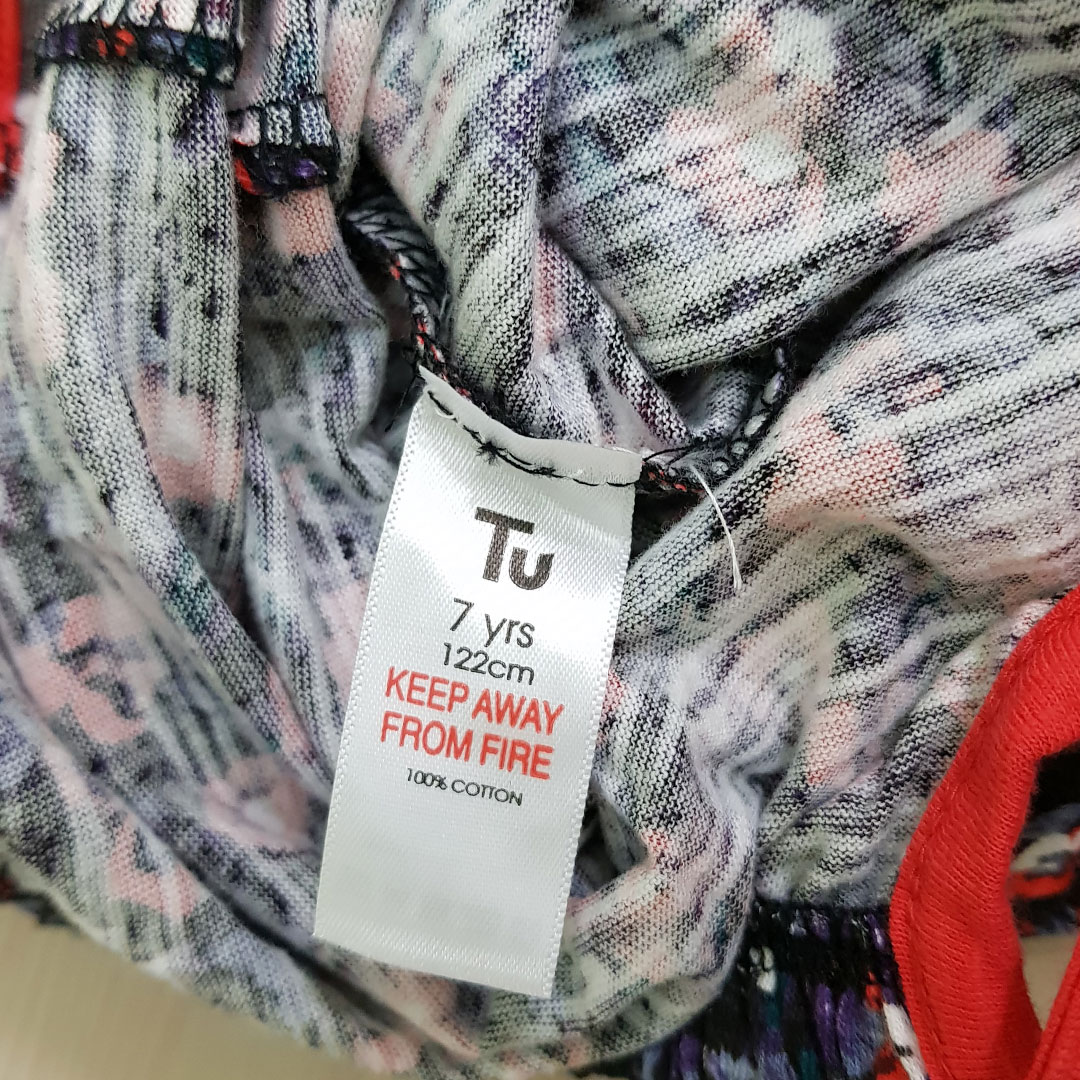 Tu
7 yrs
122cm
KEEP AWAY
FROM FIRE
100% COTTON